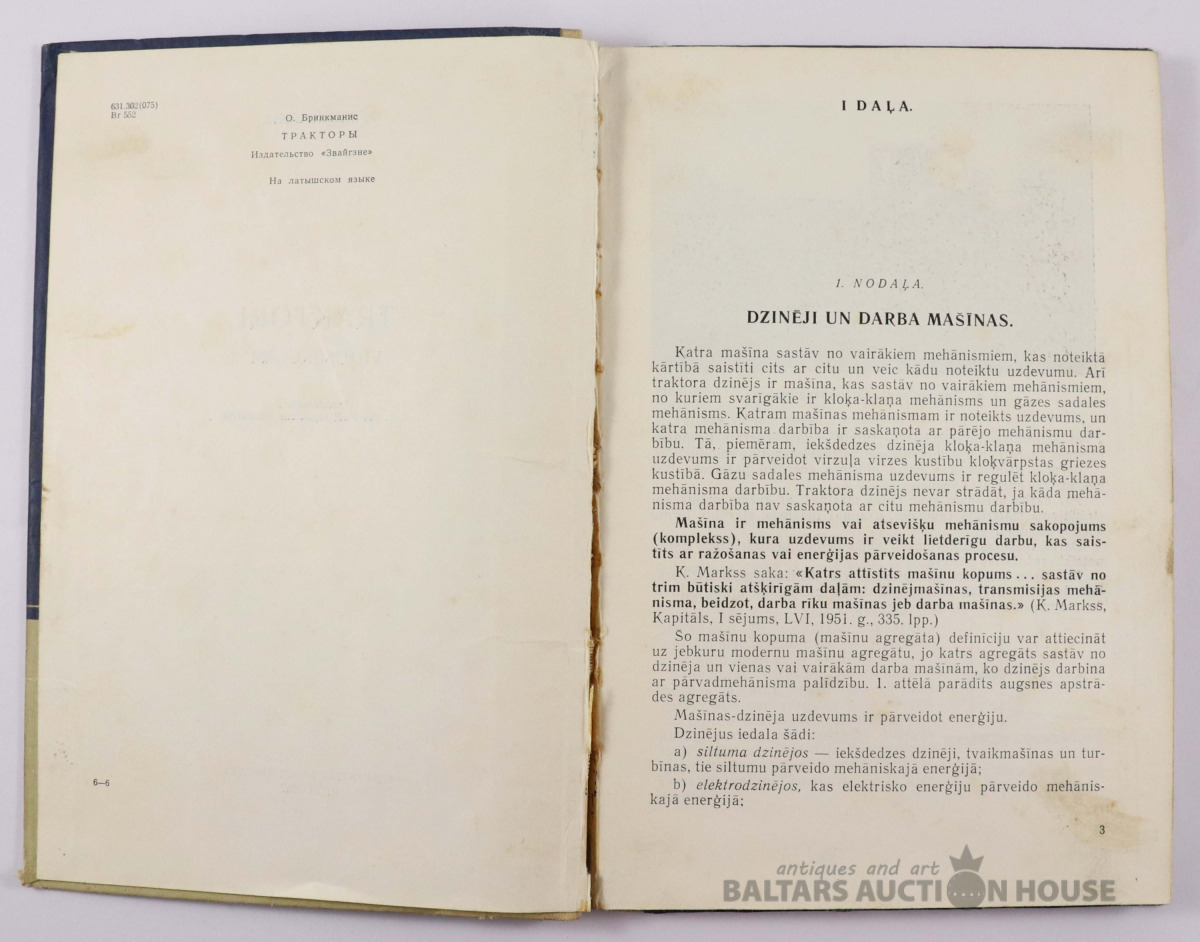 631.302(075)
Br 552
О. Бринкманис
ТРАКТОРЫ
Издательство «Звайгзне»
На латышском языке
6—6
I DAĻA.
1. NODAĻA.
DZINĒJI UN DARBA MAŠĪNAS.
Ķatra mašīna sastāv no vairākiem mehānismiem, kas noteiktā
kārtībā saistīti cits ar citu un veic kādu noteiktu uzdevumu. Arī
traktora dzinējs ir mašīna, kas sastāv no vairākiem mehānismiem,
no kuriem svarīgākie ir kloķa-klaņa mehānisms un gāzes sadales
mehānisms. Ķatram mašīnas mehānismam ir noteikts uzdevums, un
katra mehānisma darbība ir saskaņota ar pārējo mehānismu dar-
bību. Tā, piemēram, iekšdedzes dzinēja kloķa-klaņa mehānisma
uzdevums ir pārveidot virzuļa virzes kustību kloķvārpstas griezes
kustībā. Gāzu sadales mehānisma uzdevums ir regulēt kloķa-klaņa
mehānisma darbību. Traktora dzinējs nevar strādāt, ja kāda mehā-
nisma darbība nav saskaņota ar citu mehānismu darbību.
Mašīna ir mehānisms vai atsevišķu mehānismu sakopojums
(komplekss), kura uzdevums ir veikt lietderīgu darbu, kas sais-
tīts ar ražošanas vai enerģijas pārveidošanas procesu.
Ķ. Markss saka: «Katrs attīstīts mašīnu kopums... sastāv no
trim būtiski atšķirīgām daļām: dzinējmašīnas, transmisijas mehā-
nisma, beidzot, darba rīku mašīnas jeb darba mašīnas.» (Ķ. Markss,
Kapitāls, I sējums, LVI, 1951. g., 335. lpp.)
So mašīnu kopuma (mašīnu agregāta) definīciju var attiecināt
uz jebkuru modernu mašīnu agregātu, jo katrs agregāts sastāv no
dzinēja un vienas vai vairākām darba mašīnām, ko dzinējs darbina
ar pārvadmehānisma palīdzību. 1. attēlā parādīts augsnes apstrā-
des agregāts.
Mašīnas-dzinēja uzdevums ir pārveidot enerģiju.
Dzinējus iedala šādi:
a) siltuma dzinējos — iekšdedzes dzinēji, tvaikmašīnas un tur-
bīnas, tie siltumu pārveido mehāniskajā enerģijā;
b) elektrodzinējos, kas elektrisko enerģiju pārveido mehānis-
kajā enerģijā;
3
antiques and art
BALTARS AUCTION HOUSE